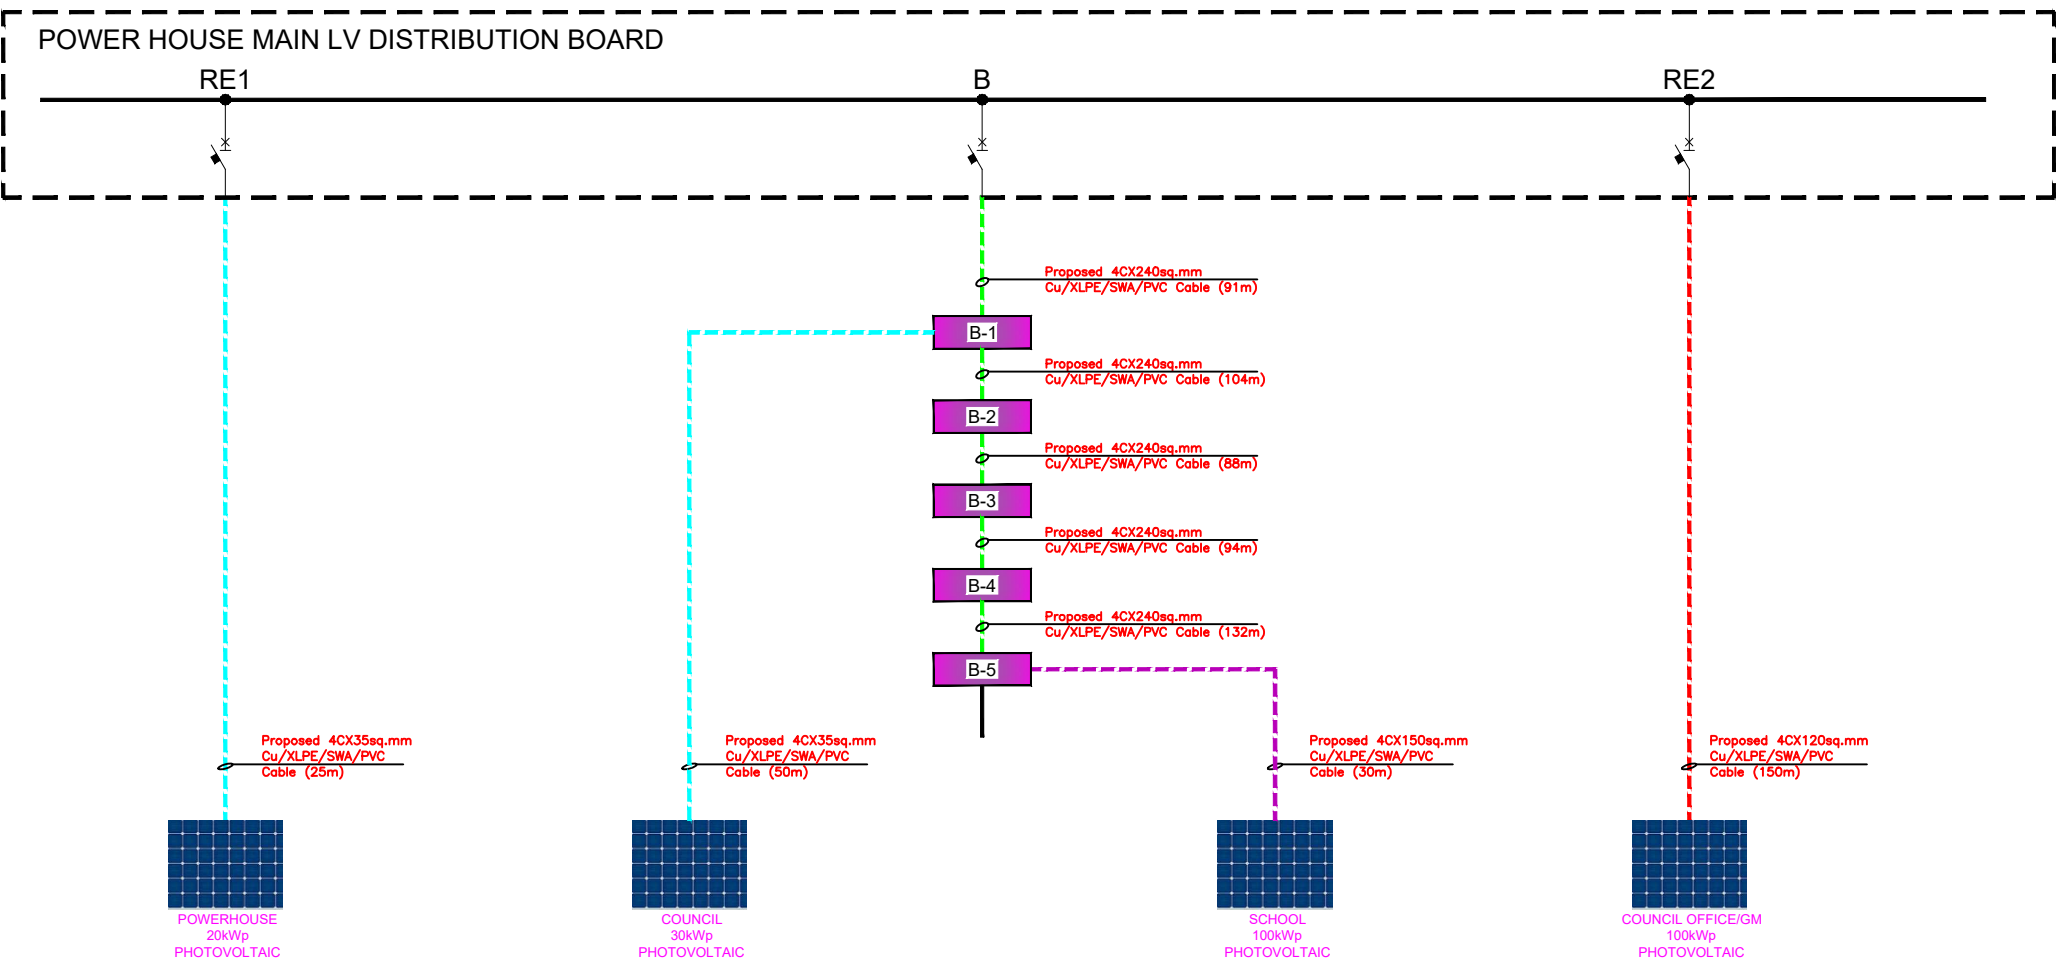 POWER HOUSE MAIN LV DISTRIBUTION BOARD
RE1
B
RE2
Proposed 4CX240sq.mm
Cu/XLPE/SWA/PVC Cable (91m)
B-1
Proposed 4CX240sq.mm
Cu/XLPE/SWA/PVC Cable (104m)
B-2
Proposed 4CX240sq.mm
Cu/XLPE/SWA/PVC Cable (88m)
B-3
Proposed 4CX240sq.mm
Cu/XLPE/SWA/PVC Cable (94m)
B-4
Proposed 4CX240sq.mm
Cu/XLPE/SWA/PVC Cable (132m)
B-5
Proposed 4CX35sq.mm
Cu/XLPE/SWA/PVC
Cable (25m)
Proposed 4CX35sq.mm
Cu/XLPE/SWA/PVC
Cable (50m)
Proposed 4CX150sq.mm
Cu/XLPE/SWA/PVC
Cable (30m)
Proposed 4CX120sq.mm
Cu/XLPE/SWA/PVC
Cable (150m)
POWERHOUSE
20kWp
PHOTOVOLTAIC
COUNCIL
30kWp
PHOTOVOLTAIC
SCHOOL
100kWp
PHOTOVOLTAIC
COUNCIL OFFICE/GM
100kWp
PHOTOVOLTAIC